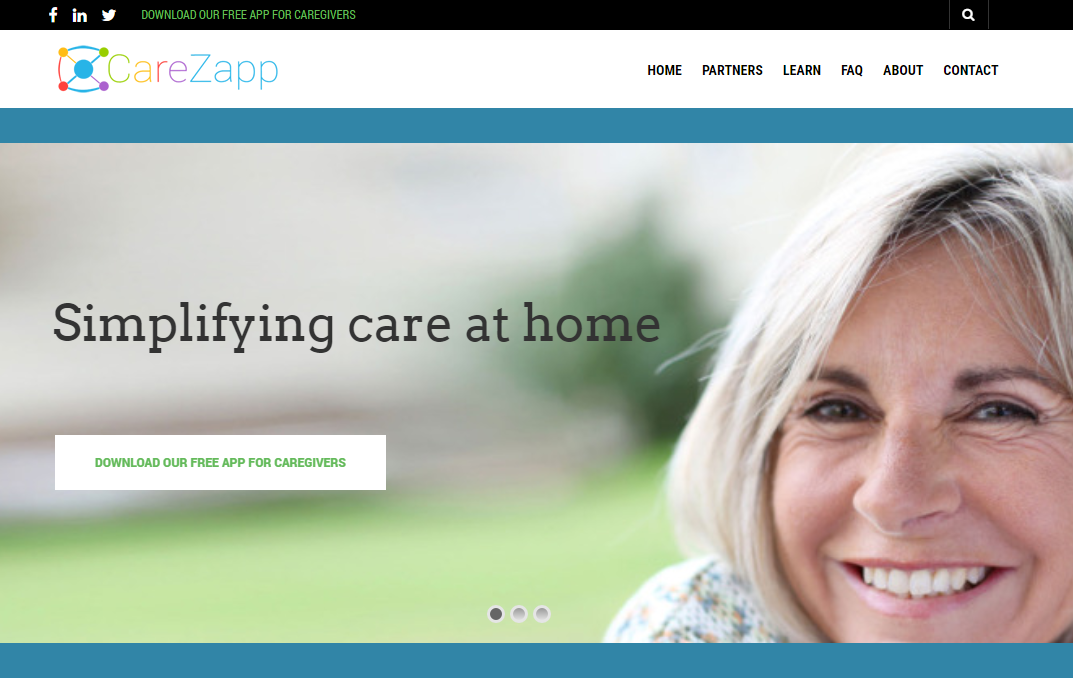 DOWNLOAD OUR FREE APP FOR CAREGIVERS
CareZapp
HOME PARTNERS LEARN FAQ ABOUT CONTACT
Simplifying care at home
DOWNLOAD OUR FREE APP FOR CAREGIVERS